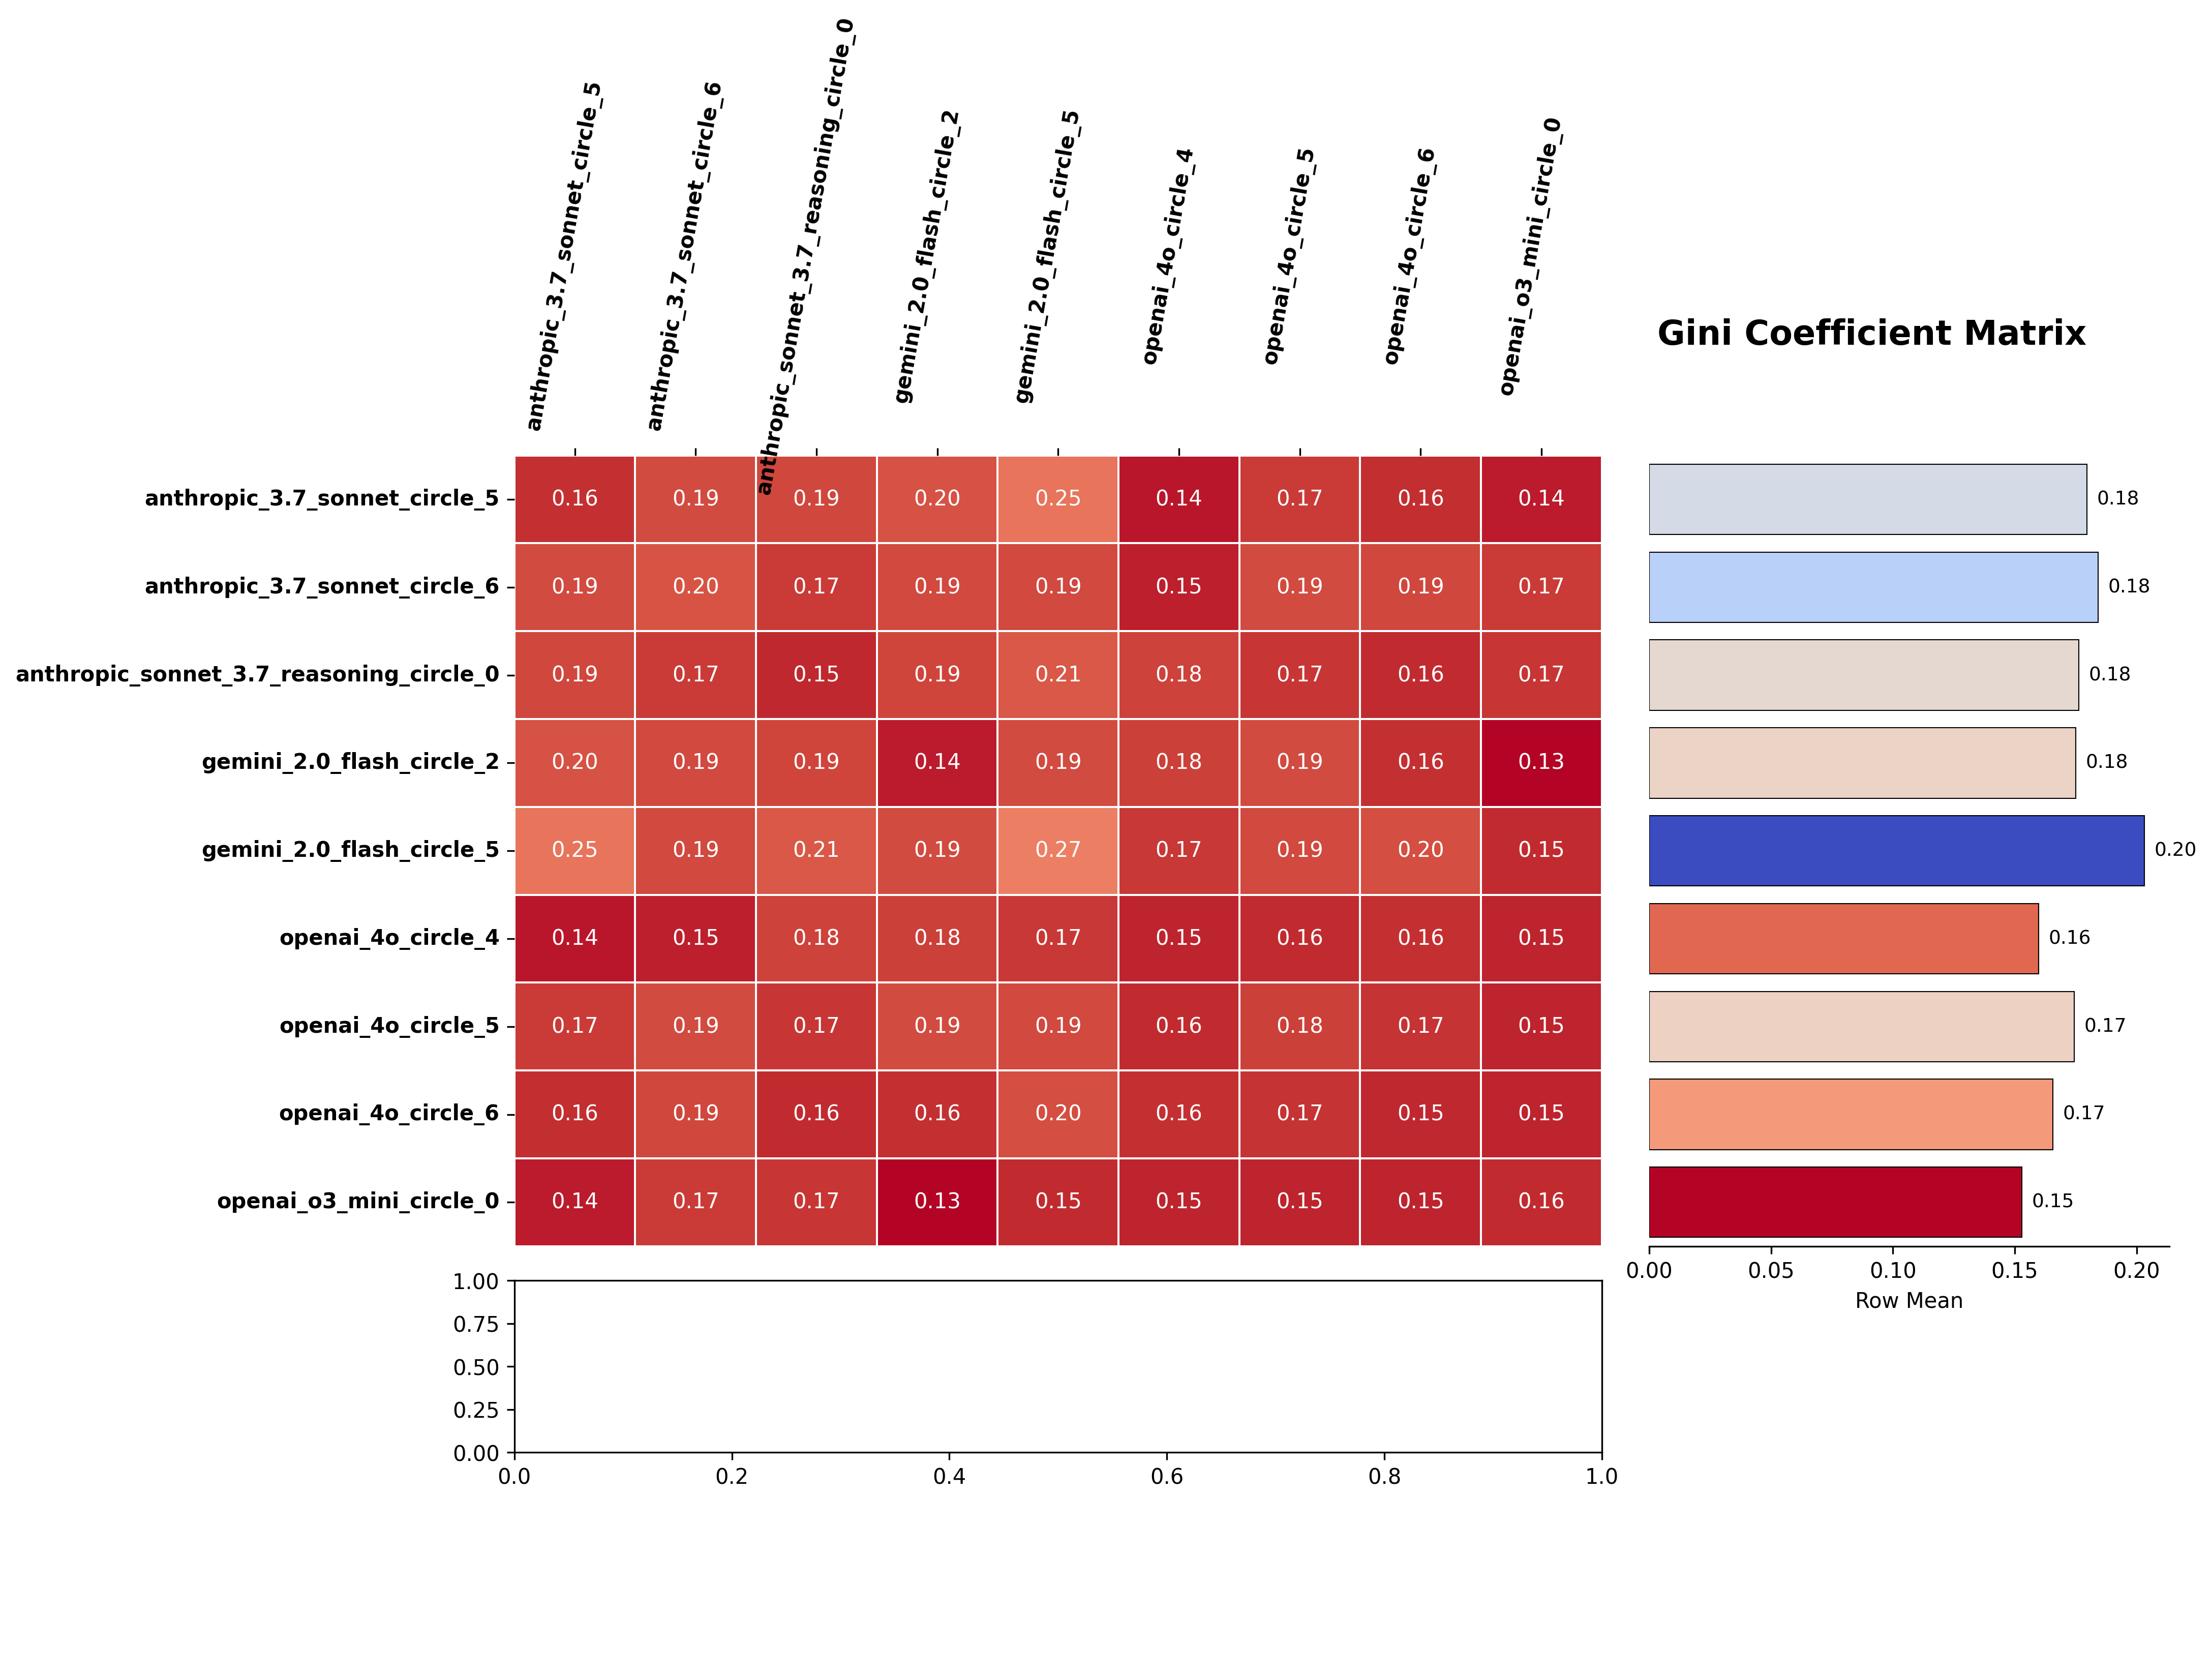 anthropic_3.7_sonnet_circle_5
anthropic_3.7_sonnet_circle_6
anthropic_sonnet_3.7_reasoning_circle_0
gemini_2.0_flash_circle_2
gemini_2.0_flash_circle_5
openai_4o_circle_4
openai_4o_circle_5
openai_4o_circle_6
openai_o3_mini_circle_0
Gini Coefficient Matrix
anthropic_3.7_sonnet_circle_5 0.16 0.19 0.19 0.20 0.25 0.14 0.17 0.16 0.14 0.18
anthropic_3.7_sonnet_circle_6 0.19 0.20 0.17 0.19 0.19 0.15 0.19 0.19 0.17 0.18
anthropic_sonnet_3.7_reasoning_circle_0 0.19 0.17 0.15 0.19 0.21 0.18 0.17 0.16 0.17 0.18
gemini_2.0_flash_circle_2 0.20 0.19 0.19 0.14 0.19 0.18 0.19 0.16 0.13 0.18
gemini_2.0_flash_circle_5 0.25 0.19 0.21 0.19 0.27 0.17 0.19 0.20 0.15 0.20
openai_4o_circle_4 0.14 0.15 0.18 0.18 0.17 0.15 0.16 0.16 0.15 0.16
openai_4o_circle_5 0.17 0.19 0.17 0.19 0.19 0.16 0.18 0.17 0.15 0.17
openai_4o_circle_6 0.16 0.19 0.16 0.16 0.20 0.16 0.17 0.15 0.15 0.17
openai_o3_mini_circle_0 0.14 0.17 0.17 0.13 0.15 0.15 0.15 0.15 0.16 0.15
0.00 0.05 0.10 0.15 0.20
Row Mean
1.00
0.75
0.50
0.25
0.00
0.0 0.2 0.4 0.6 0.8 1.0